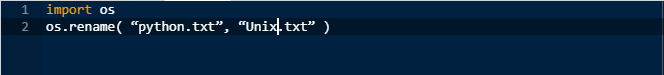 1 import os
2 os.rename( “python.txt”, “Unix.txt” )